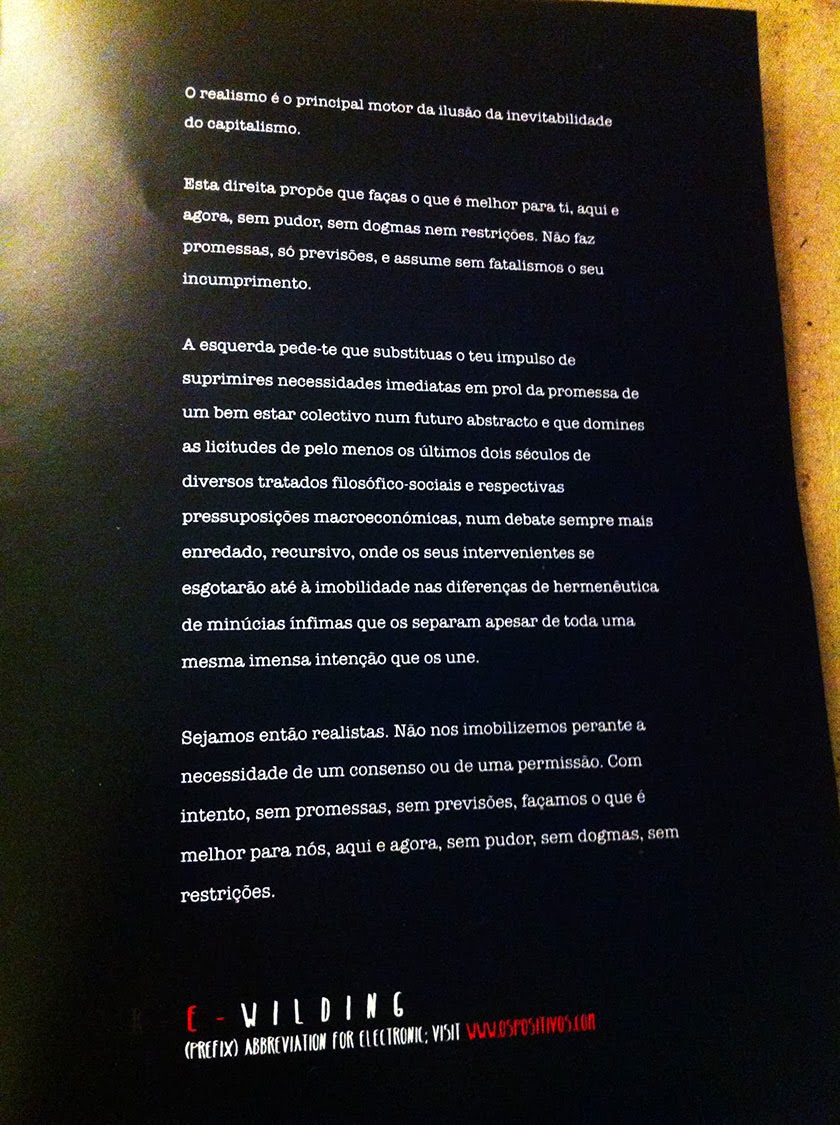 O realismo é o principal motor da ilusão da inevitabilidade
do capitalismo.
Esta direita propõe que faças o que é melhor para ti, aqui e
agora, sem pudor, sem dogmas nem restrições. Não faz
promessas, só previsões, e assume sem fatalismos o seu
incumprimento.
A esquerda pede-te que substituas o teu impulso de
suprimires necessidades imediatas em prol da promessa de
um bem estar colectivo num futuro abstracto e que domines
as licitudes de pelo menos os últimos dois séculos de
diversos tratados filosófico-sociais e respectivas
pressuposições macroeconómicas, num debate sempre mais
enredado, recursivo, onde os seus intervenientes se
esgotarão até à imobilidade nas diferenças de hermenêutica
de minúcias ínfimas que os separam apesar de toda uma
mesma imensa intenção que os une.
Sejamos então realistas. Não nos imobilizemos perante a
necessidade de um consenso ou de uma permissão. Com
intento, sem promessas, sem previsões, façamos o que é
melhor para nós, aqui e agora, sem pudor, sem dogmas, sem
restrições.
R E - WILDING
(PREFIX) ABBREVIATION FOR ELECTRONIC; VISIT WWW.OSPOSITIVOS.COM